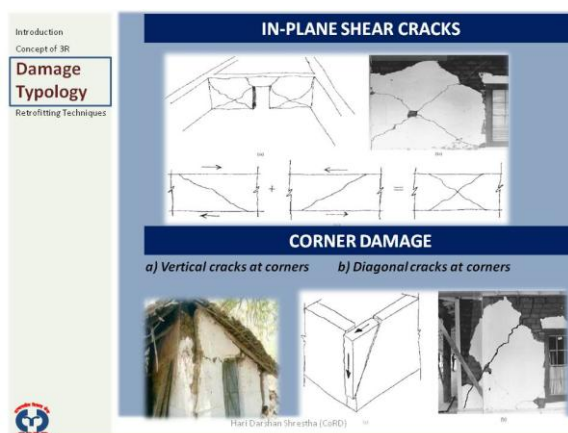 Introduction
Concept of 3R
Damage
Typology
Retrofitting Techniques
IN-PLANE SHEAR CRACKS
(a)
(b)
+
=
CORNER DAMAGE
a) Vertical cracks at corners
b) Diagonal cracks at corners
(a)
(b)
Hari Darshan Shrestha (CoRD)